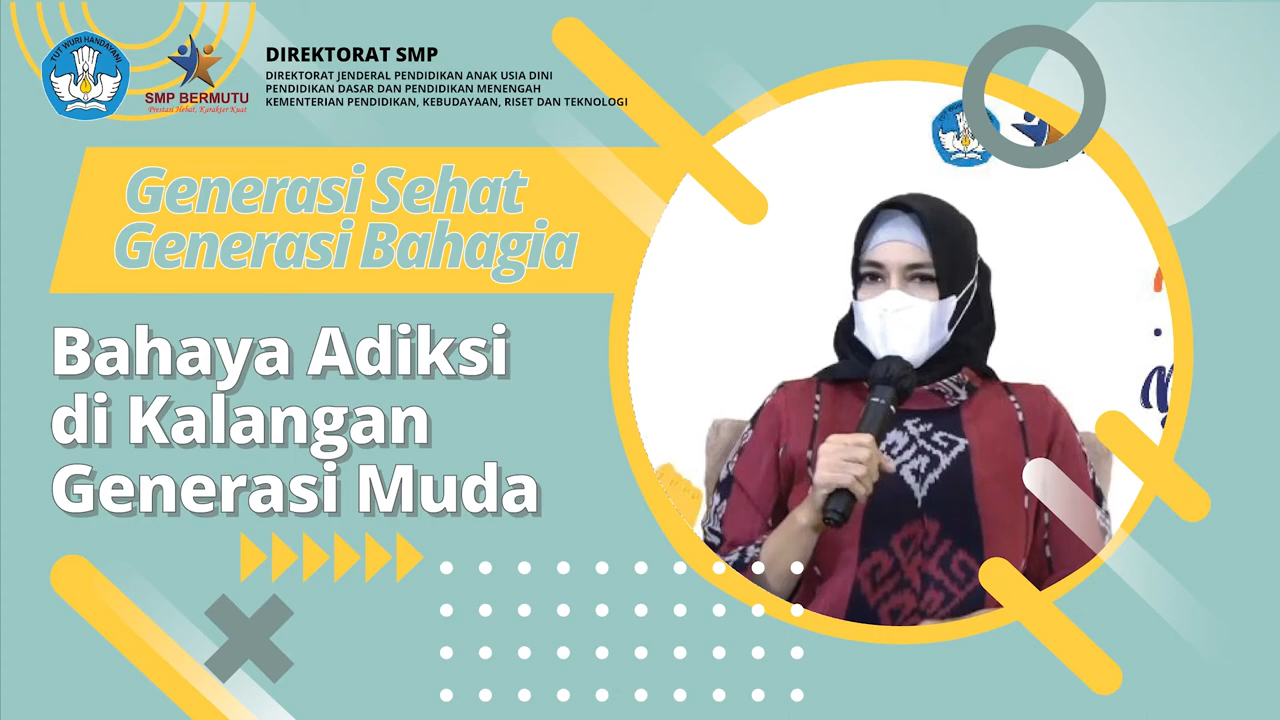 TUT WURI HANDAYANI
SMP BERMUTU
Prestasi Hebat, Karakter Kuat
DIREKTORAT SMP
DIREKTORAT JENDERAL PENDIDIKAN ANAK USIA DINI
PENDIDIKAN DASAR DAN PENDIDIKAN MENENGAH
KEMENTERIAN PENDIDIKAN, KEBUDAYAAN, RISET DAN TEKNOLOGI
Generasi Sehat
Generasi Bahagia
Bahaya Adiksi
di Kalangan
Generasi Muda